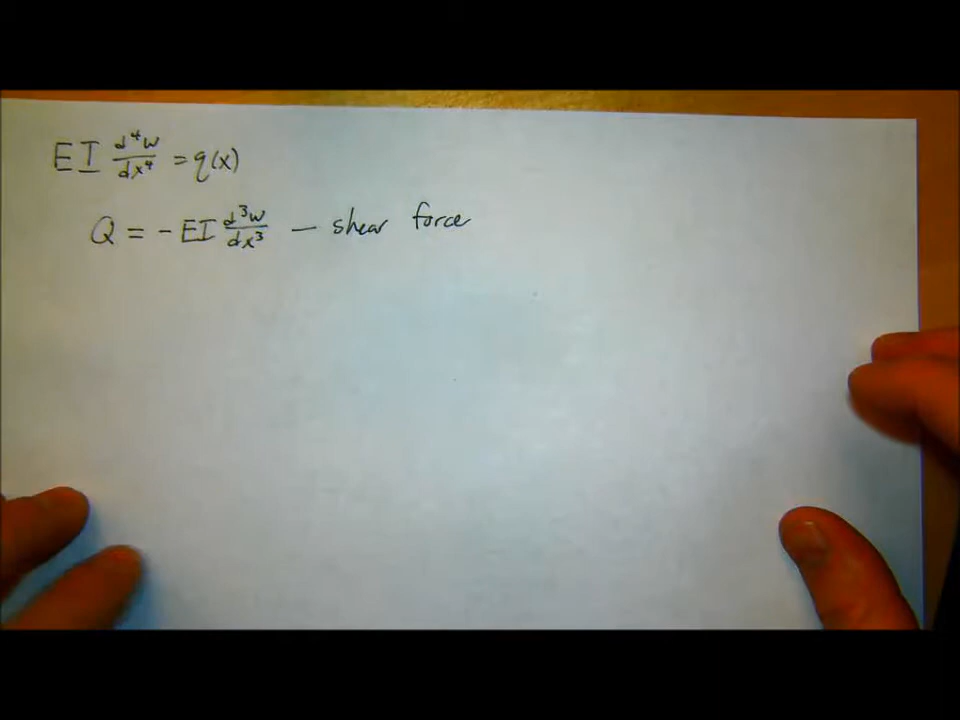 EI d⁴w/dx⁴ = q(x)
Q = - EI d³w/dx³ — shear force